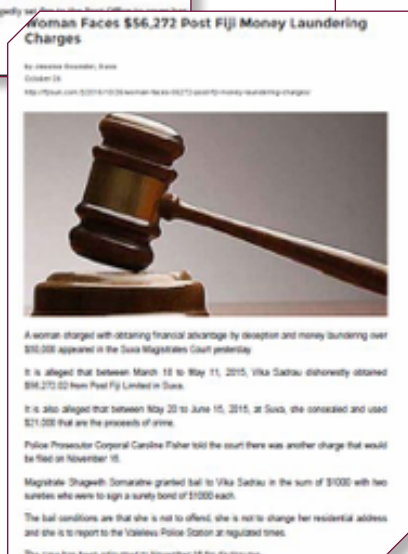 Woman Faces $56,272 Post Fiji Money Laundering
Charges
October 26
A woman charged with obtaining financial advantage by deception and money laundering over
$50,000 appeared in the Suva Magistrates Court yesterday.
It is alleged that between March 18 to May 11, 2015, Vika Sadrau dishonestly obtained
$56,272.02 from Post Fiji Limited in Suva.
It is also alleged that between May 20 to June 15, 2015, at Suva, she concealed and used
$21,000 that are the proceeds of crime.
Police Prosecutor Corporal Caroline Fisher told the court there was another charge that would
be filed on November 16.
Magistrate Shageeth Somaratne granted bail to Vika Sadrau in the sum of $1000 with two
sureties who were to sign a surety bond of $1000 each.
The bail conditions are that she is not to offend, she is not to change her residential address
and she is to report to the Valelevu Police Station at regulated times.